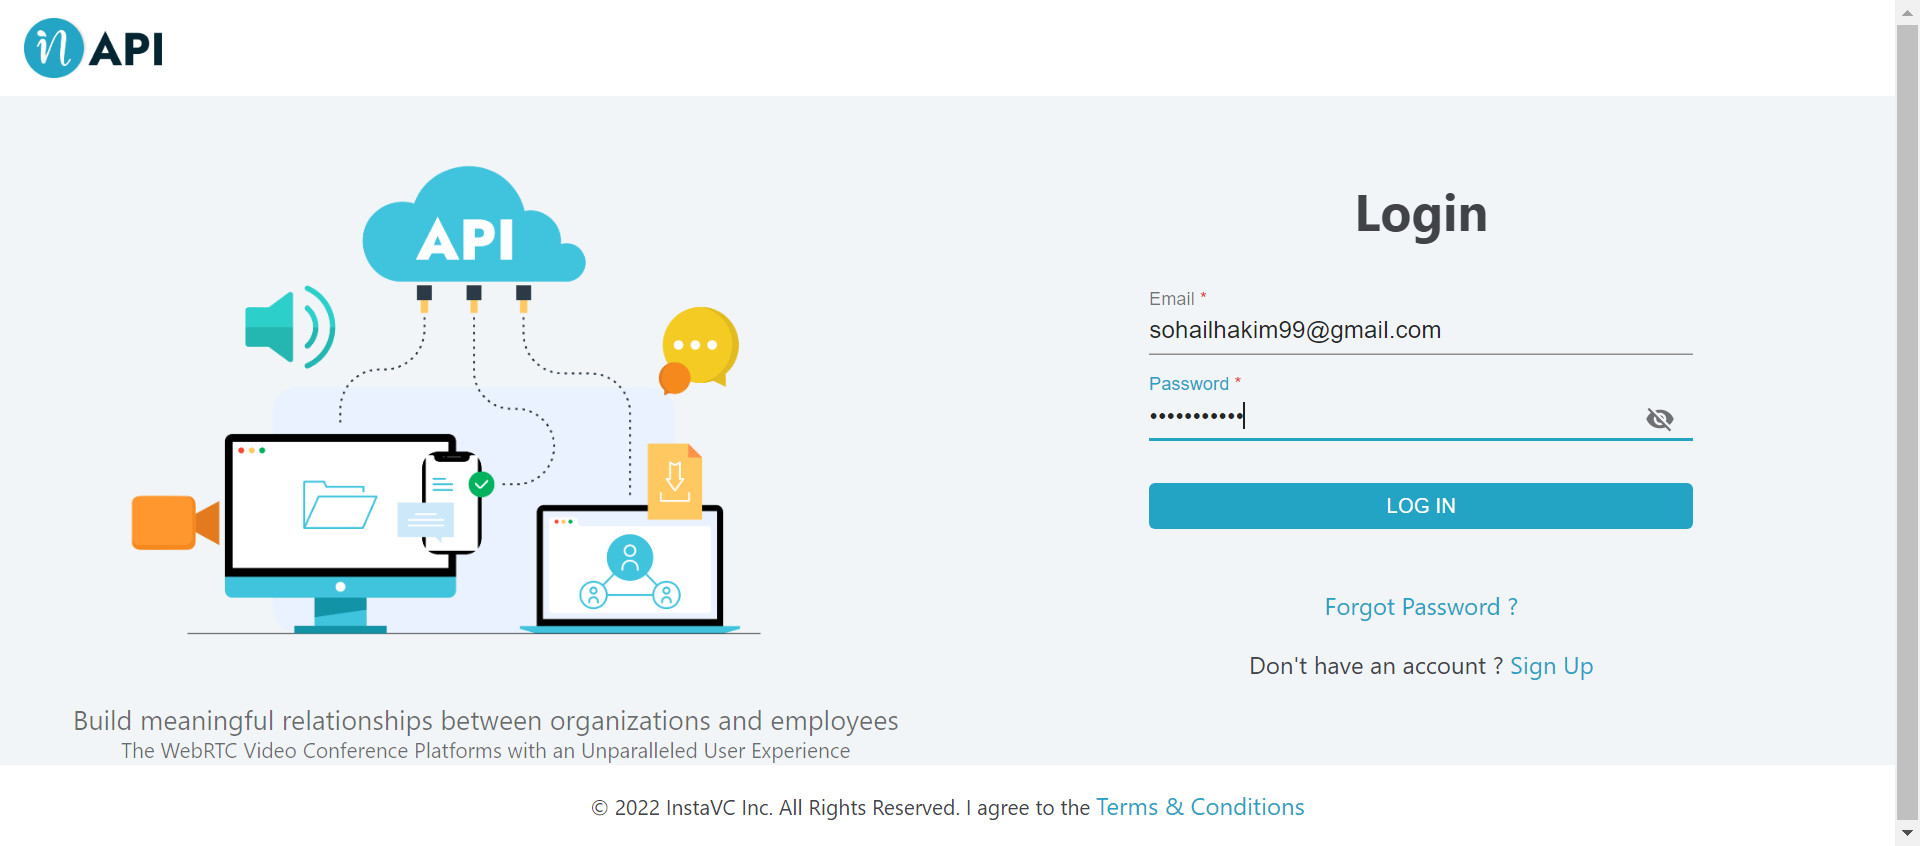 in API
API
Login
Email *
sohailhakim99@gmail.com
Password *
•••••••••••
LOG IN
Forgot Password ?
Don't have an account ? Sign Up
Build meaningful relationships between organizations and employees
The WebRTC Video Conference Platforms with an Unparalleled User Experience
© 2022 InstaVC Inc. All Rights Reserved. I agree to the Terms & Conditions